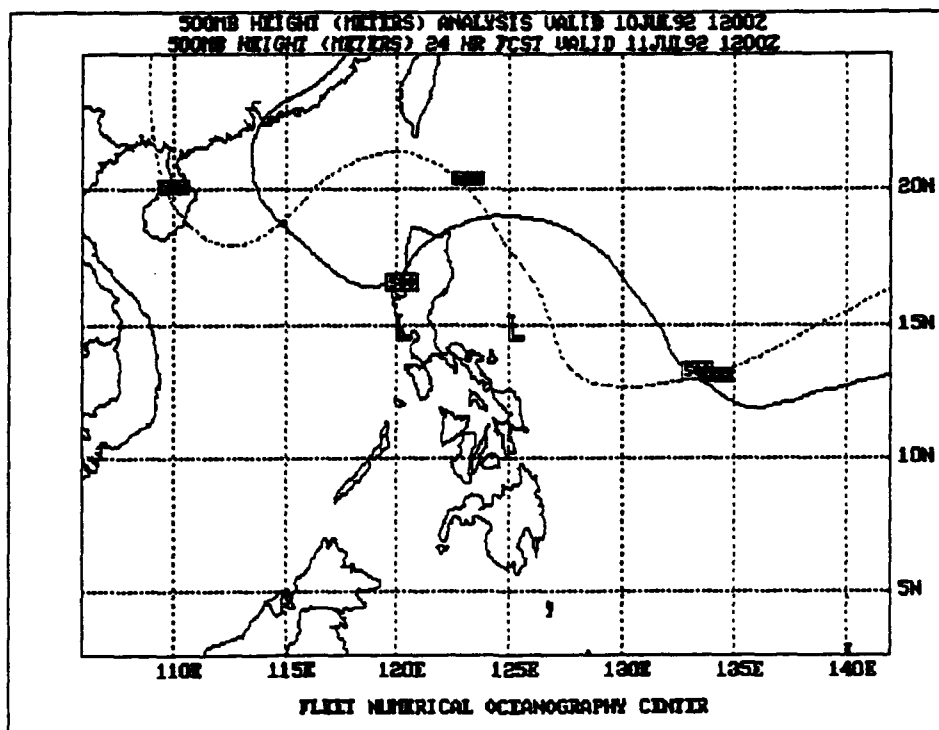 500MB HEIGHT (METERS) ANALYSIS VALID 10JUL92 1200Z
500MB HEIGHT (METERS) 24 HR FCST VALID 11JUL92 1200Z
20N
L L 15N
10N
5N
110E 115E 120E 125E 130E 135E 140E
FLEET NUMERICAL OCEANOGRAPHY CENTER